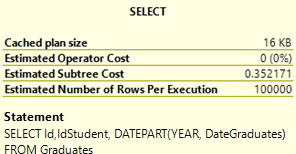 SELECT
Cached plan size 16 KB
Estimated Operator Cost 0 (0%)
Estimated Subtree Cost 0.352171
Estimated Number of Rows Per Execution 100000
Statement
SELECT Id,IdStudent, DATEPART(YEAR, DateGraduates)
FROM Graduates